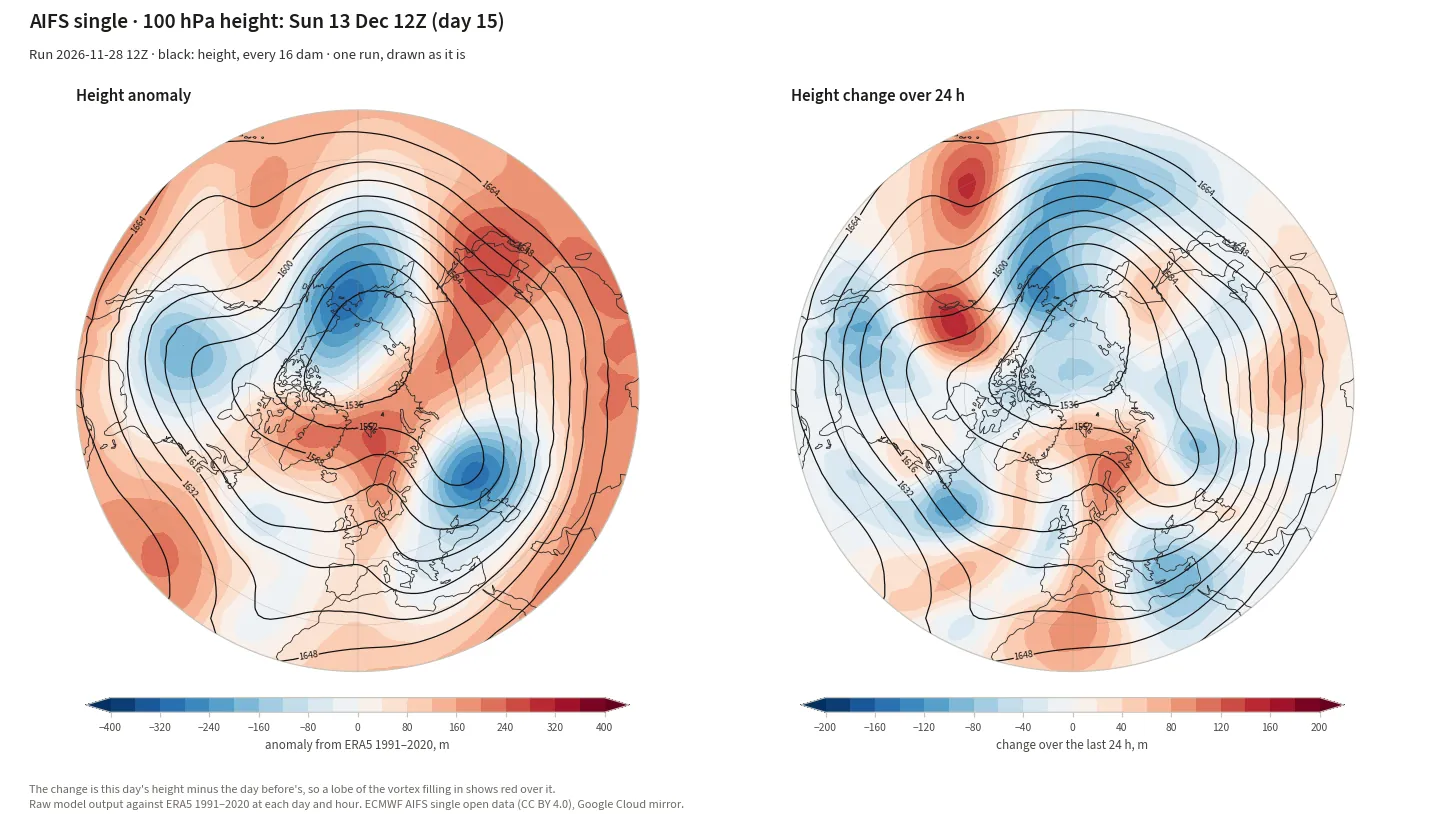 AIFS single · 100 hPa height: Sun 13 Dec 12Z (day 15)
Run 2026-11-28 12Z · black: height, every 16 dam · one run, drawn as it is
Height anomaly
Height change over 24 h
1664
1664
1600
1584
1536
1552
1568
1616
1632
1648
1664
1664
1600
1584
1536
1552
1568
1616
1632
1648
−400 −320 −240 −160 −80 0 80 160 240 320 400
anomaly from ERA5 1991–2020, m
−200 −160 −120 −80 −40 0 40 80 120 160 200
change over the last 24 h, m
The change is this day's height minus the day before's, so a lobe of the vortex filling in shows red over it.
Raw model output against ERA5 1991–2020 at each day and hour. ECMWF AIFS single open data (CC BY 4.0), Google Cloud mirror.